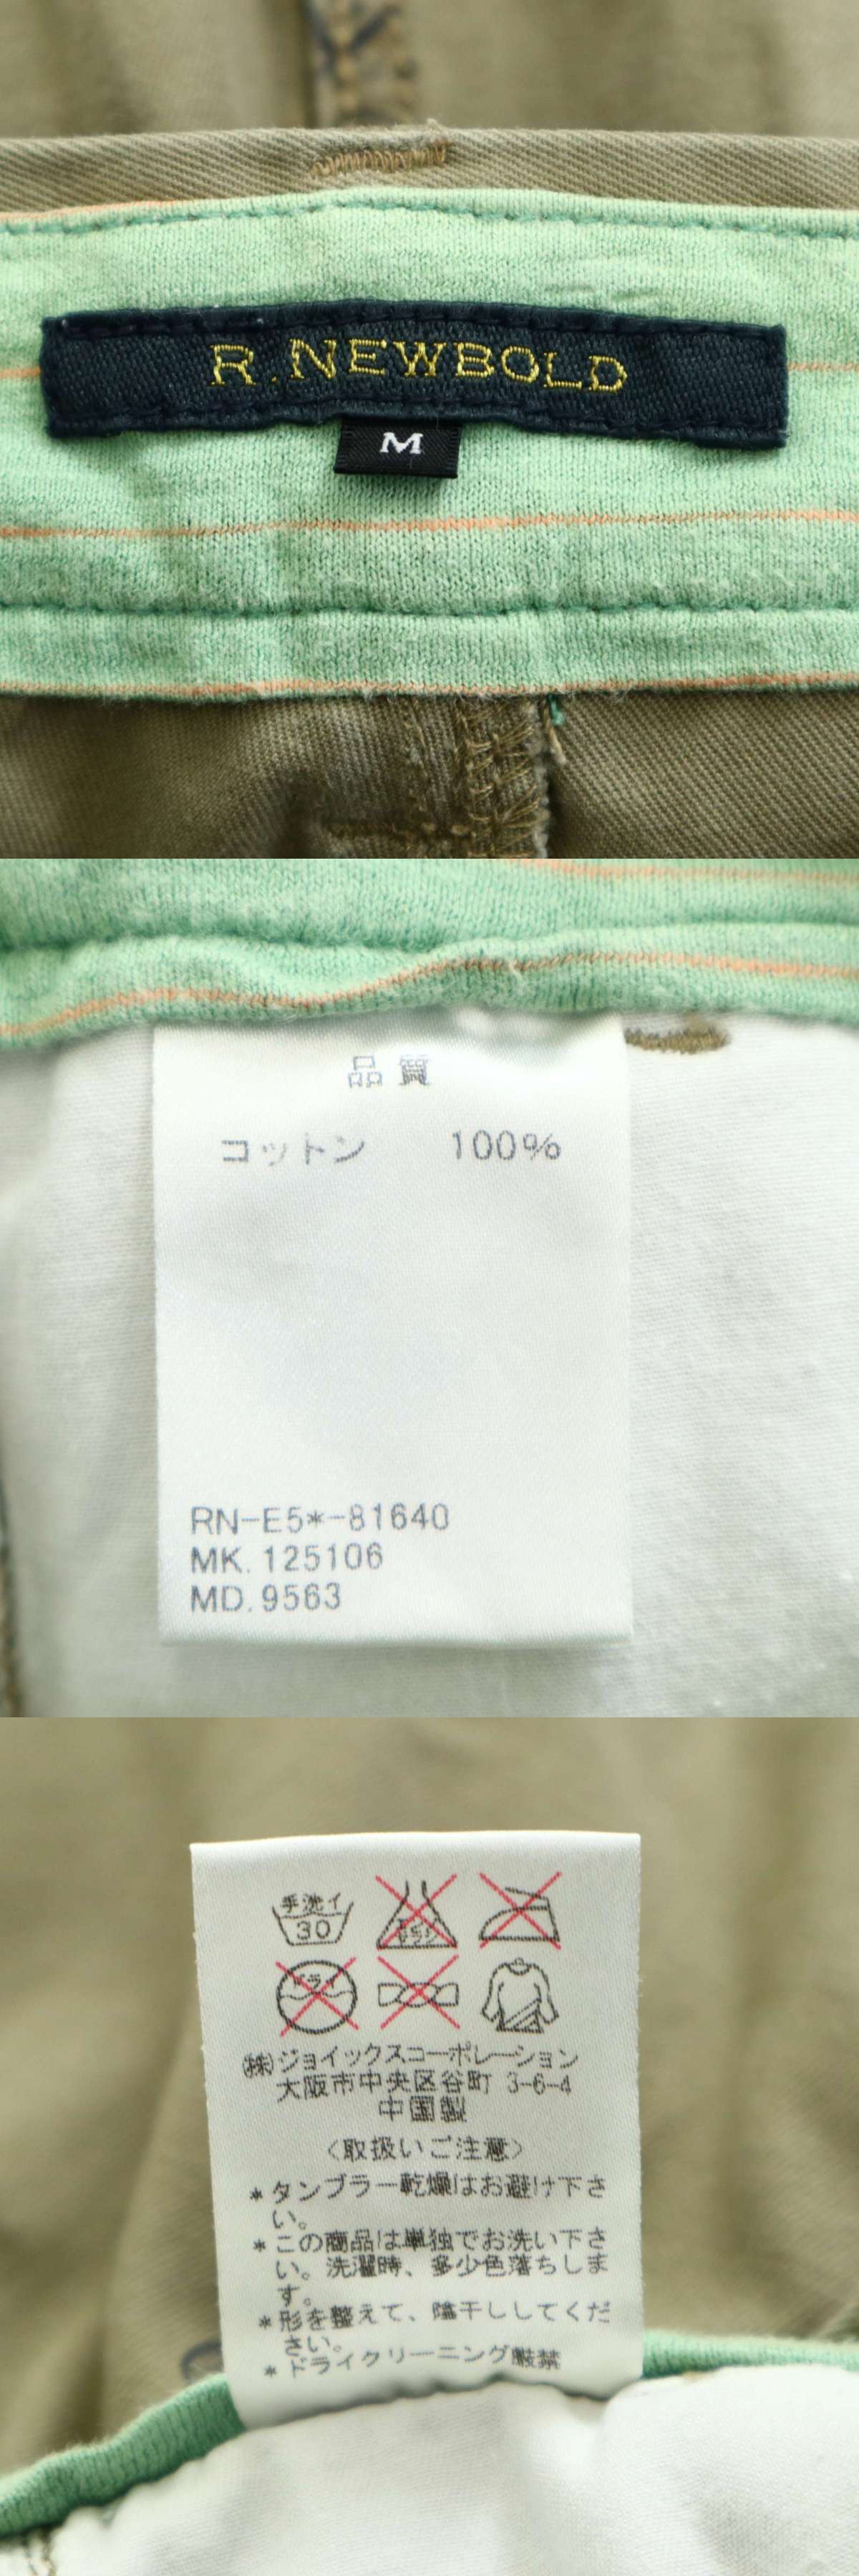 R.NEWBOLD
M
品質
コットン 100%
RN-E5*-81640
MK.125106
MD.9563
手洗イ
30
ドライ
(株)ジョイックスコーポレーション
大阪市中央区谷町 3-6-4
中国製
〈取扱いご注意〉
*タンブラー乾燥はお避け下さ
い。
*この商品は単独でお洗い下さ
い。洗濯時、多少色落ちしま
す。
*形を整えて、陰干ししてくだ
さい。
*ドライクリーニング厳禁